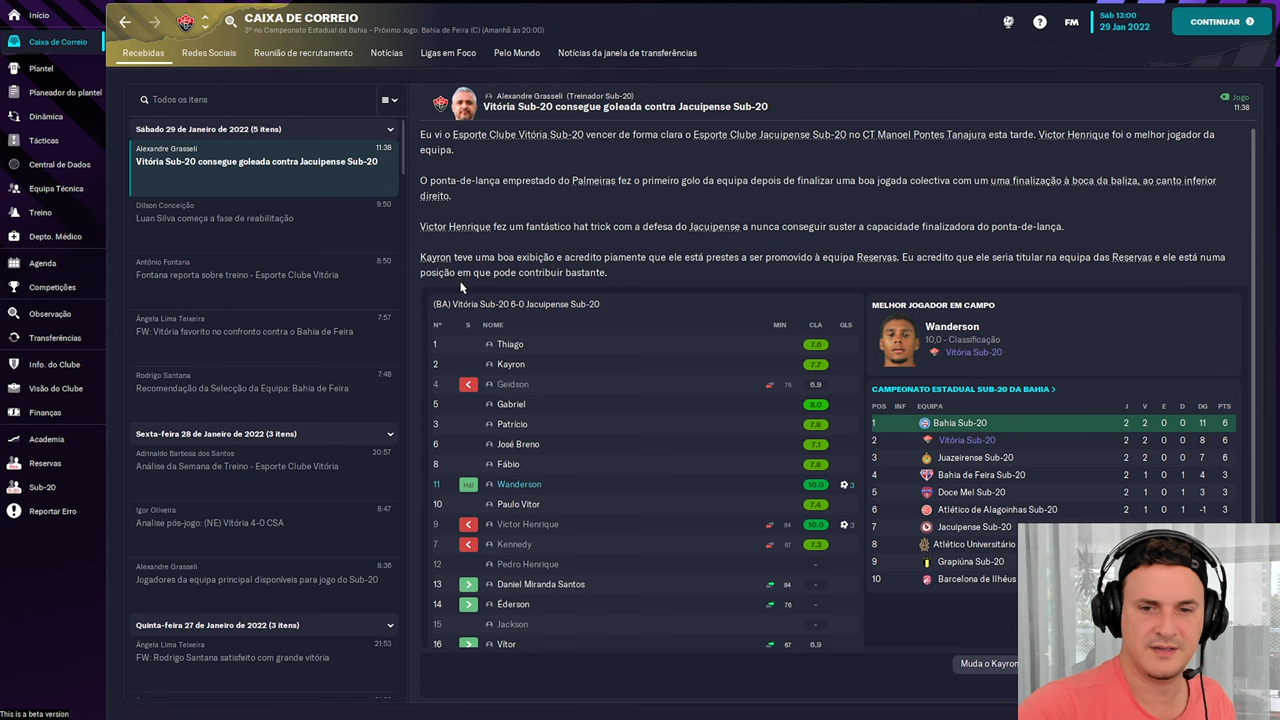 Início
Caixa de Correio
Plantel
Planeador do plantel
Dinâmica
Tácticas
Central de Dados
Equipa Técnica
Treino
Depto. Médico
Agenda
Competições
Observação
Transferências
Info. do Clube
Visão do Clube
Finanças
Academia
Reservas
Sub-20
Reportar Erro
This is a beta version
CAIXA DE CORREIO
3º no Campeonato Estadual da Bahia - Próximo Jogo: Bahia de Feira (C) (Amanhã às 20:00)
FM
Sáb 13:00
29 Jan 2022
CONTINUAR
Recebidas
Redes Sociais
Reunião de recrutamento
Notícias
Ligas em Foco
Pelo Mundo
Notícias da janela de transferências
Todos os itens
Sábado 29 de Janeiro de 2022 (5 itens)
Alexandre Grasseli 11:38
Vitória Sub-20 consegue goleada contra Jacuipense Sub-20
Dilson Conceição 9:50
Luan Silva começa a fase de reabilitação
Antônio Fontana 8:50
Fontana reporta sobre treino - Esporte Clube Vitória
Ângela Lima Teixeira 7:57
FW: Vitória favorito no confronto contra o Bahia de Feira
Rodrigo Santana 7:48
Recomendação da Selecção da Equipa: Bahia de Feira
Sexta-feira 28 de Janeiro de 2022 (3 itens)
Adrinaldo Barbosa dos Santos 20:57
Análise da Semana de Treino - Esporte Clube Vitória
Igor Oliveira 8:47
Analise pós-jogo: (NE) Vitória 4-0 CSA
Alexandre Grasseli 8:36
Jogadores da equipa principal disponíveis para jogo do Sub-20
Quinta-feira 27 de Janeiro de 2022 (3 itens)
Ângela Lima Teixeira 21:53
FW: Rodrigo Santana satisfeito com grande vitória
Alexandre Grasseli (Treinador Sub-20)
Vitória Sub-20 consegue goleada contra Jacuipense Sub-20
Jogo
11:38
Eu vi o Esporte Clube Vitória Sub-20 vencer de forma clara o Esporte Clube Jacuipense Sub-20 no CT Manoel Pontes Tanajura esta tarde. Victor Henrique foi o melhor jogador da
equipa.
O ponta-de-lança emprestado do Palmeiras fez o primeiro golo da equipa depois de finalizar uma boa jogada colectiva com um uma finalização à boca da baliza, ao canto inferior
direito.
Victor Henrique fez um fantástico hat trick com a defesa do Jacuipense a nunca conseguir suster a capacidade finalizadora do ponta-de-lança.
Kayron teve uma boa exibição e acredito piamente que ele está prestes a ser promovido à equipa Reservas. Eu acredito que ele seria titular na equipa das Reservas e ele está numa
posição em que pode contribuir bastante.
(BA) Vitória Sub-20 6-0 Jacuipense Sub-20
Nº S NOME MIN CLA GLS
1 Thiago 7.6
2 Kayron 7.7
4 Geidson 76 6.9
5 Gabriel 8.0
3 Patrício 7.8
6 José Breno 7.1
8 Fábio 7.8
11 HdJ Wanderson 10.0 3
10 Paulo Vitor 7.4
9 Victor Henrique 84 10.0 3
7 Kennedy 67 7.3
12 Pedro Henrique -
13 Daniel Miranda Santos 84 -
14 Éderson 76 -
15 Jackson -
16 Vítor 67 6.9
MELHOR JOGADOR EM CAMPO
Wanderson
10,0 - Classificação
Vitória Sub-20
CAMPEONATO ESTADUAL SUB-20 DA BAHIA
POS INF EQUIPA J V E D DG PTS
1 Bahia Sub-20 2 2 0 0 11 6
2 Vitória Sub-20 2 2 0 0 8 6
3 Juazeirense Sub-20 2 2 0 0 7 6
4 Bahia de Feira Sub-20 2 1 0 1 4 3
5 Doce Mel Sub-20 2 1 0 1 3 3
6 Atlético de Alagoinhas Sub-20 2 1 0 1 -1 3
7 Jacuipense Sub-20
8 Atlético Universitário
9 Grapiúna Sub-20
10 Barcelona de Ilhéus
Muda o Kayron